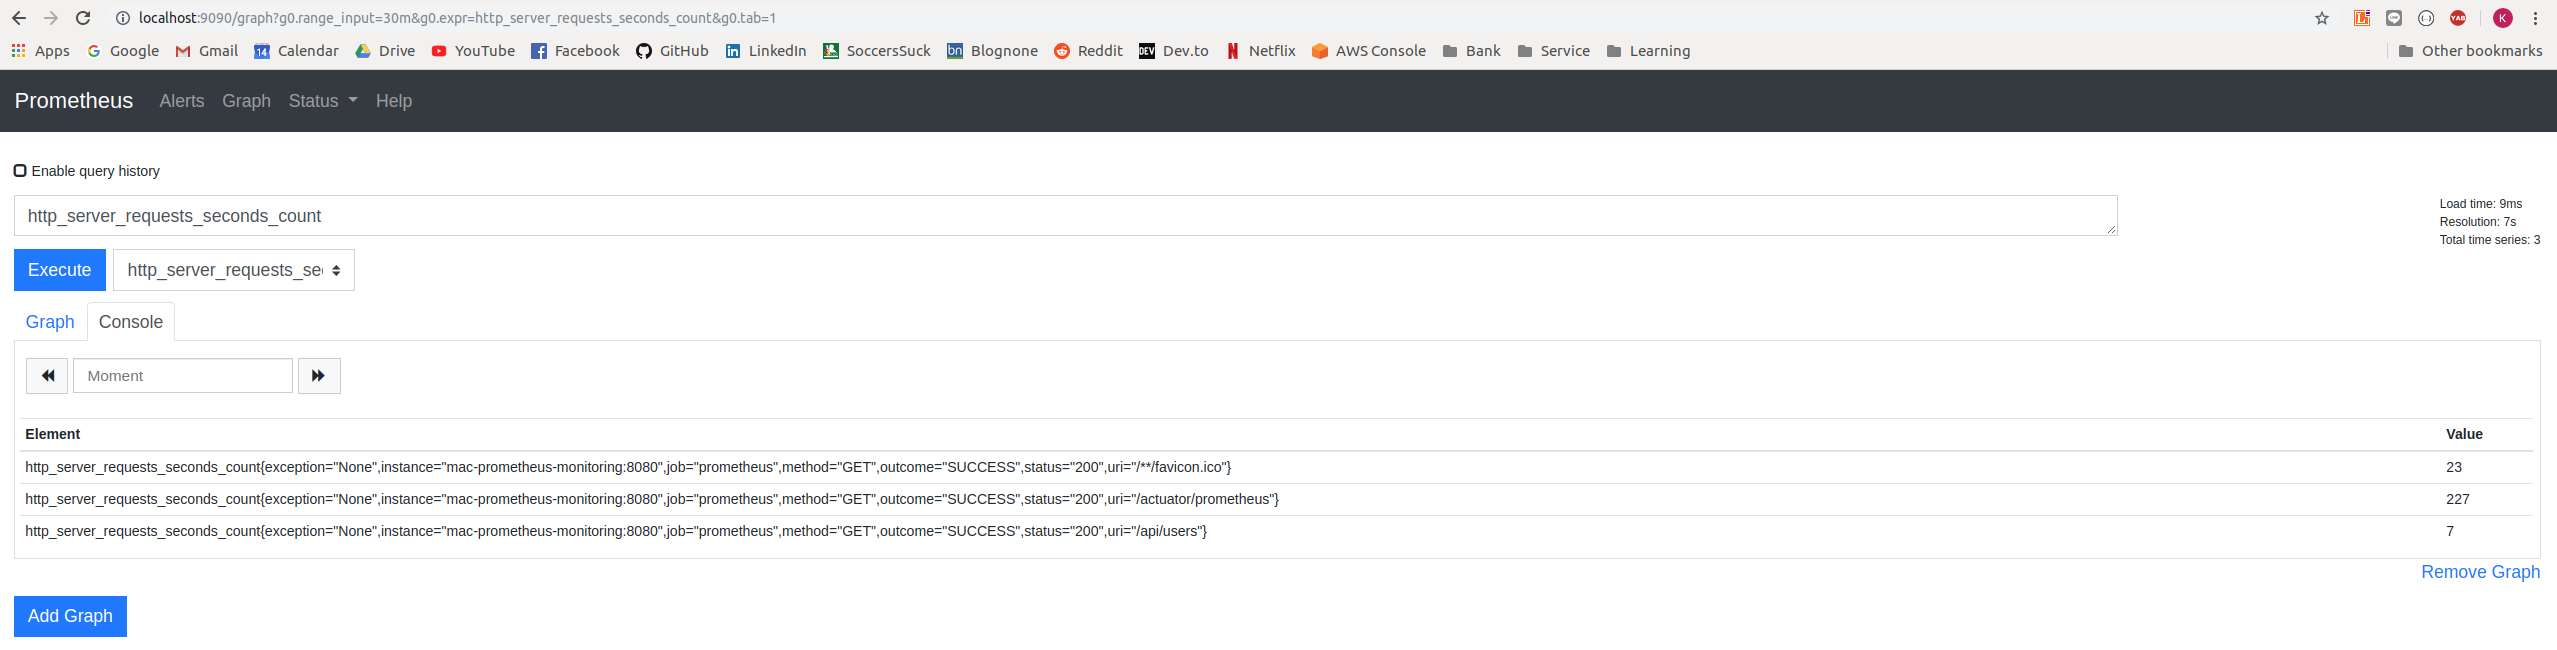 localhost:9090/graph?g0.range_input=30m&g0.expr=http_server_requests_seconds_count&g0.tab=1
Apps Google Gmail 14 Calendar Drive YouTube Facebook GitHub LinkedIn SoccersSuck bn Blognone Reddit DEV Dev.to Netflix AWS Console Bank Service Learning Other bookmarks
Prometheus Alerts Graph Status Help
Enable query history
http_server_requests_seconds_count
Load time: 9ms
Resolution: 7s
Total time series: 3
Execute http_server_requests_sec
Graph Console
Moment
Element Value
http_server_requests_seconds_count{exception="None",instance="mac-prometheus-monitoring:8080",job="prometheus",method="GET",outcome="SUCCESS",status="200",uri="/**/favicon.ico"} 23
http_server_requests_seconds_count{exception="None",instance="mac-prometheus-monitoring:8080",job="prometheus",method="GET",outcome="SUCCESS",status="200",uri="/actuator/prometheus"} 227
http_server_requests_seconds_count{exception="None",instance="mac-prometheus-monitoring:8080",job="prometheus",method="GET",outcome="SUCCESS",status="200",uri="/api/users"} 7
Remove Graph
Add Graph